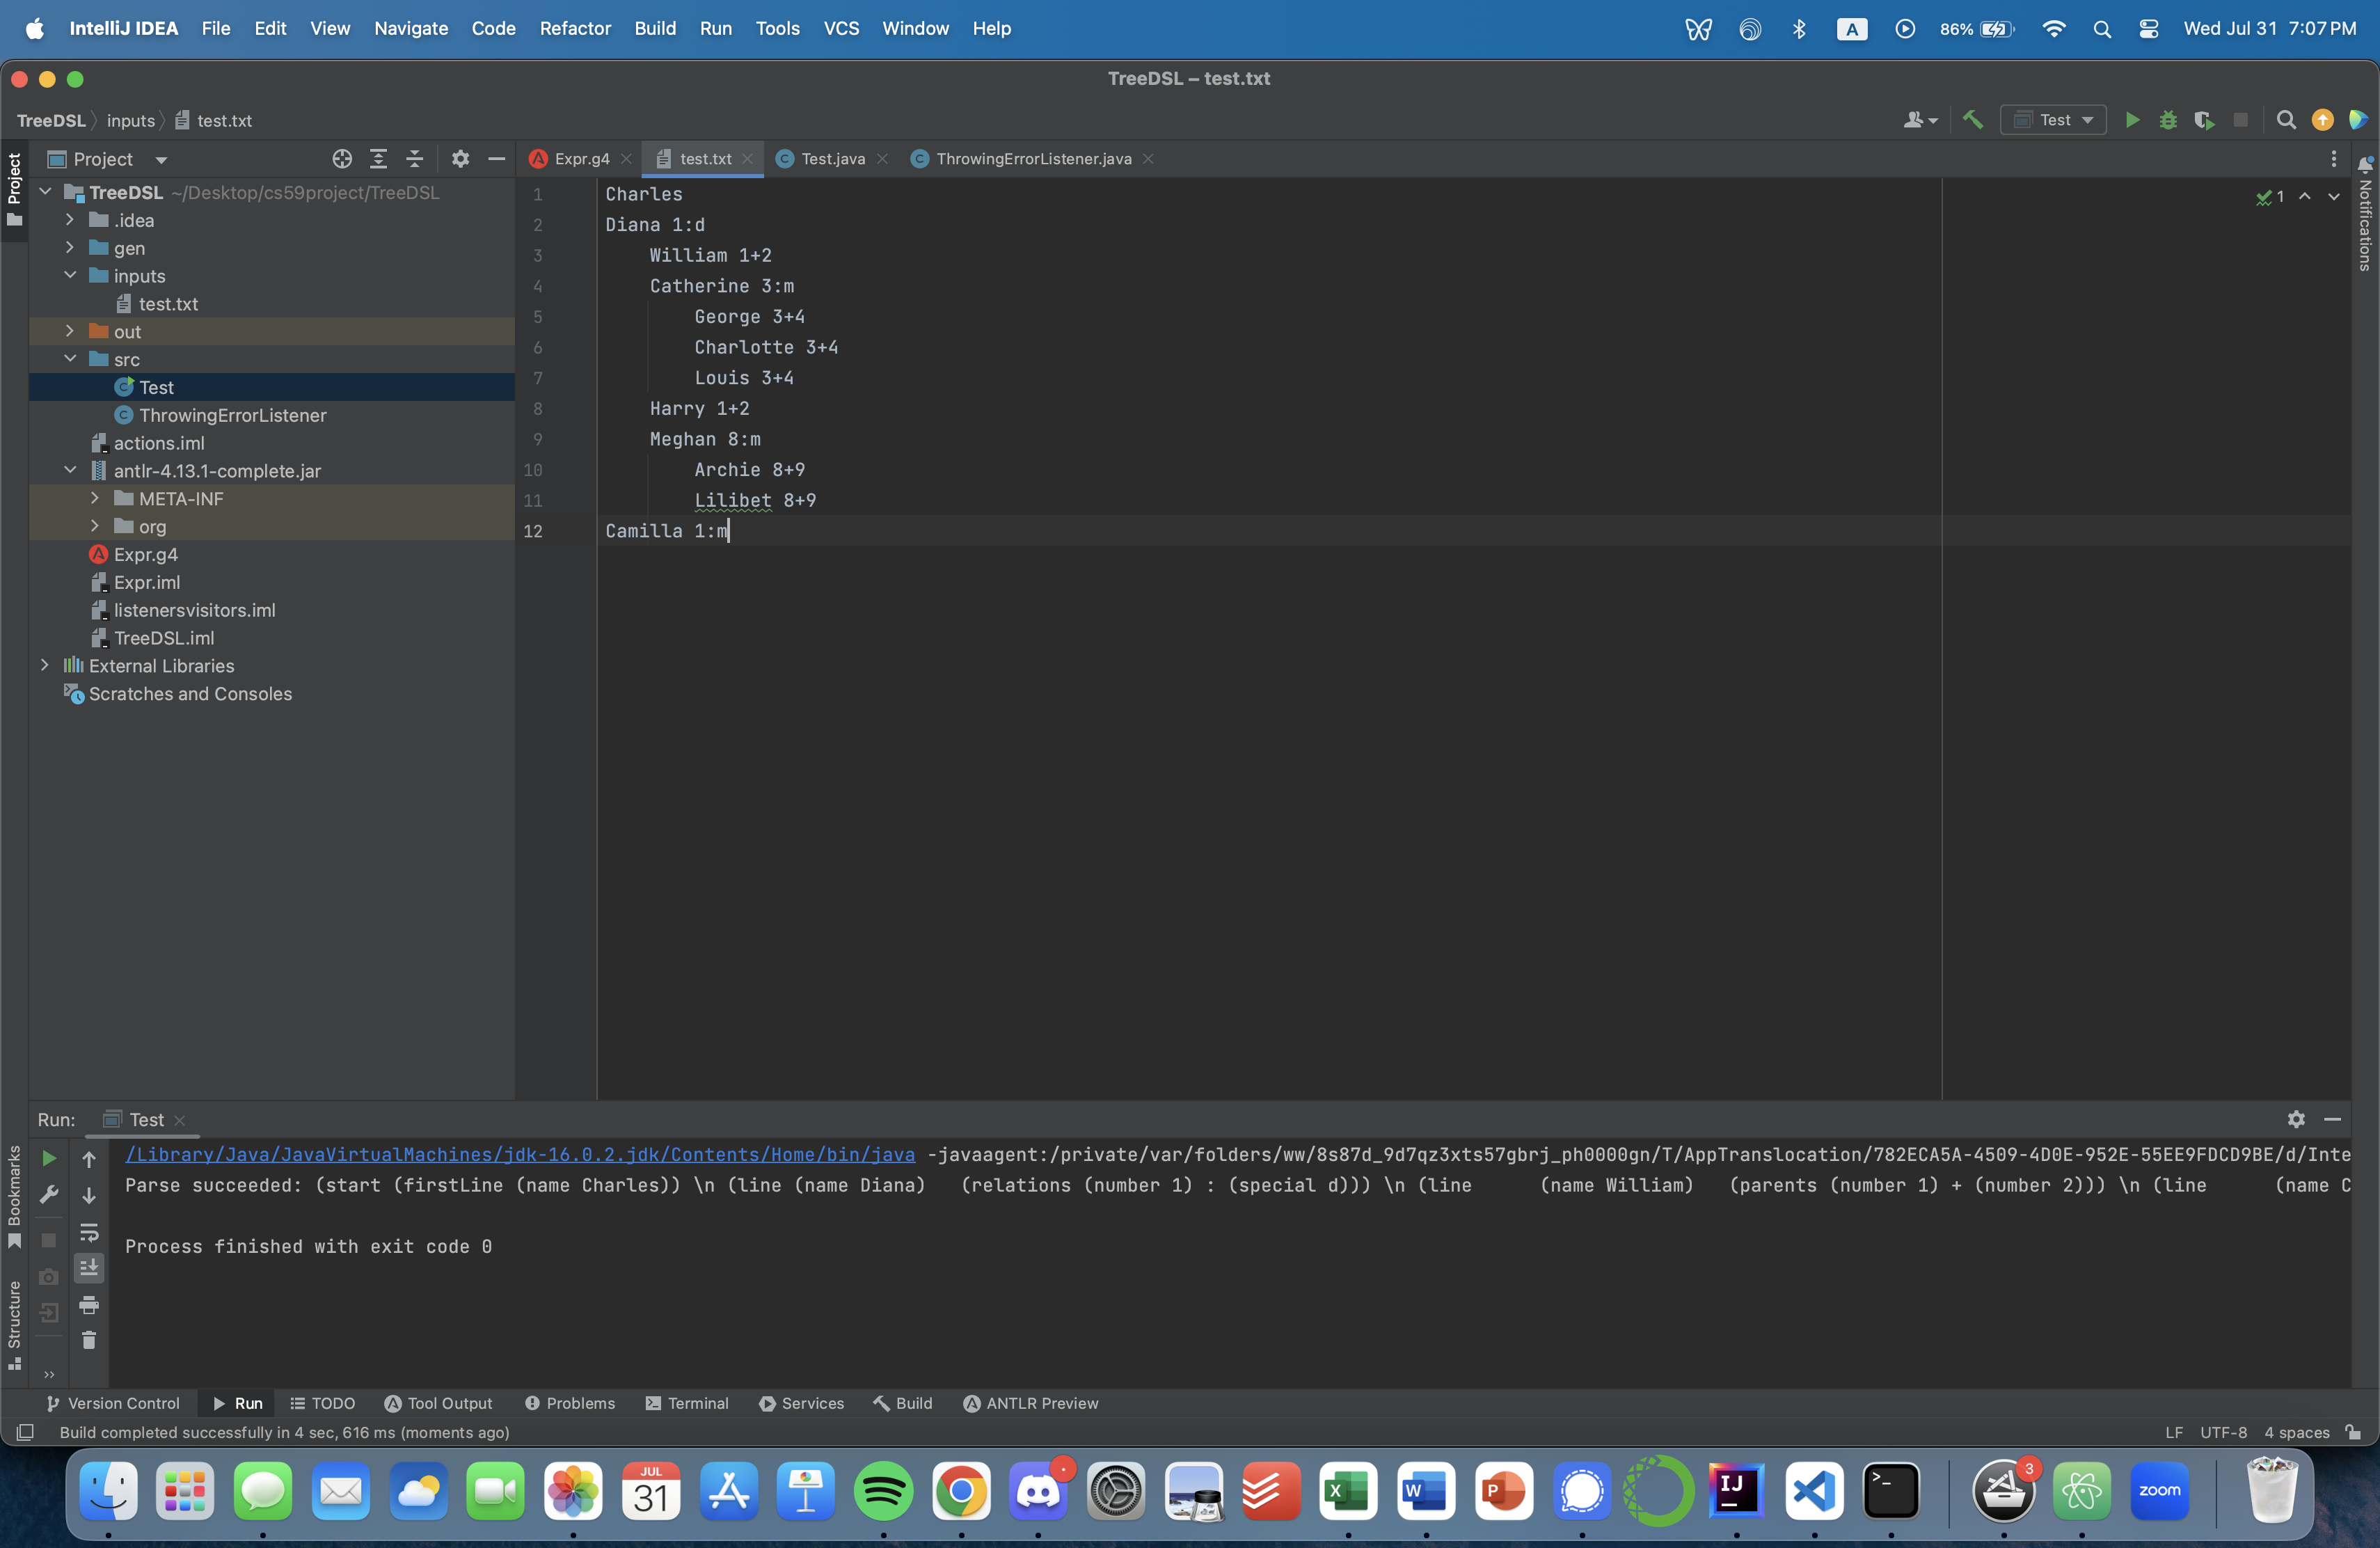 IntelliJ IDEA File Edit View Navigate Code Refactor Build Run Tools VCS Window Help A 86% Wed Jul 31 7:07 PM
TreeDSL – test.txt
TreeDSL inputs test.txt Test
Project Project Expr.g4 test.txt Test.java ThrowingErrorListener.java Notifications
TreeDSL ~/Desktop/cs59project/TreeDSL
.idea
gen
inputs
test.txt
out
src
Test
ThrowingErrorListener
actions.iml
antlr-4.13.1-complete.jar
META-INF
org
Expr.g4
Expr.iml
listenersvisitors.iml
TreeDSL.iml
External Libraries
Scratches and Consoles
1 Charles
2 Diana 1:d
3 William 1+2
4 Catherine 3:m
5 George 3+4
6 Charlotte 3+4
7 Louis 3+4
8 Harry 1+2
9 Meghan 8:m
10 Archie 8+9
11 Lilibet 8+9
12 Camilla 1:m
1
Run: Test
/Library/Java/JavaVirtualMachines/jdk-16.0.2.jdk/Contents/Home/bin/java -javaagent:/private/var/folders/ww/8s87d_9d7qz3xts57gbrj_ph0000gn/T/AppTranslocation/782ECA5A-4509-4D0E-952E-55EE9FDCD9BE/d/Inte
Parse succeeded: (start (firstLine (name Charles)) \n (line (name Diana)   (relations (number 1) : (special d))) \n (line      (name William)   (parents (number 1) + (number 2))) \n (line      (name C
Process finished with exit code 0
Bookmarks
Structure
Version Control Run TODO Tool Output Problems Terminal Services Build ANTLR Preview
Build completed successfully in 4 sec, 616 ms (moments ago) LF UTF-8 4 spaces
JUL
31
X W P IJ >_ 3 zoom